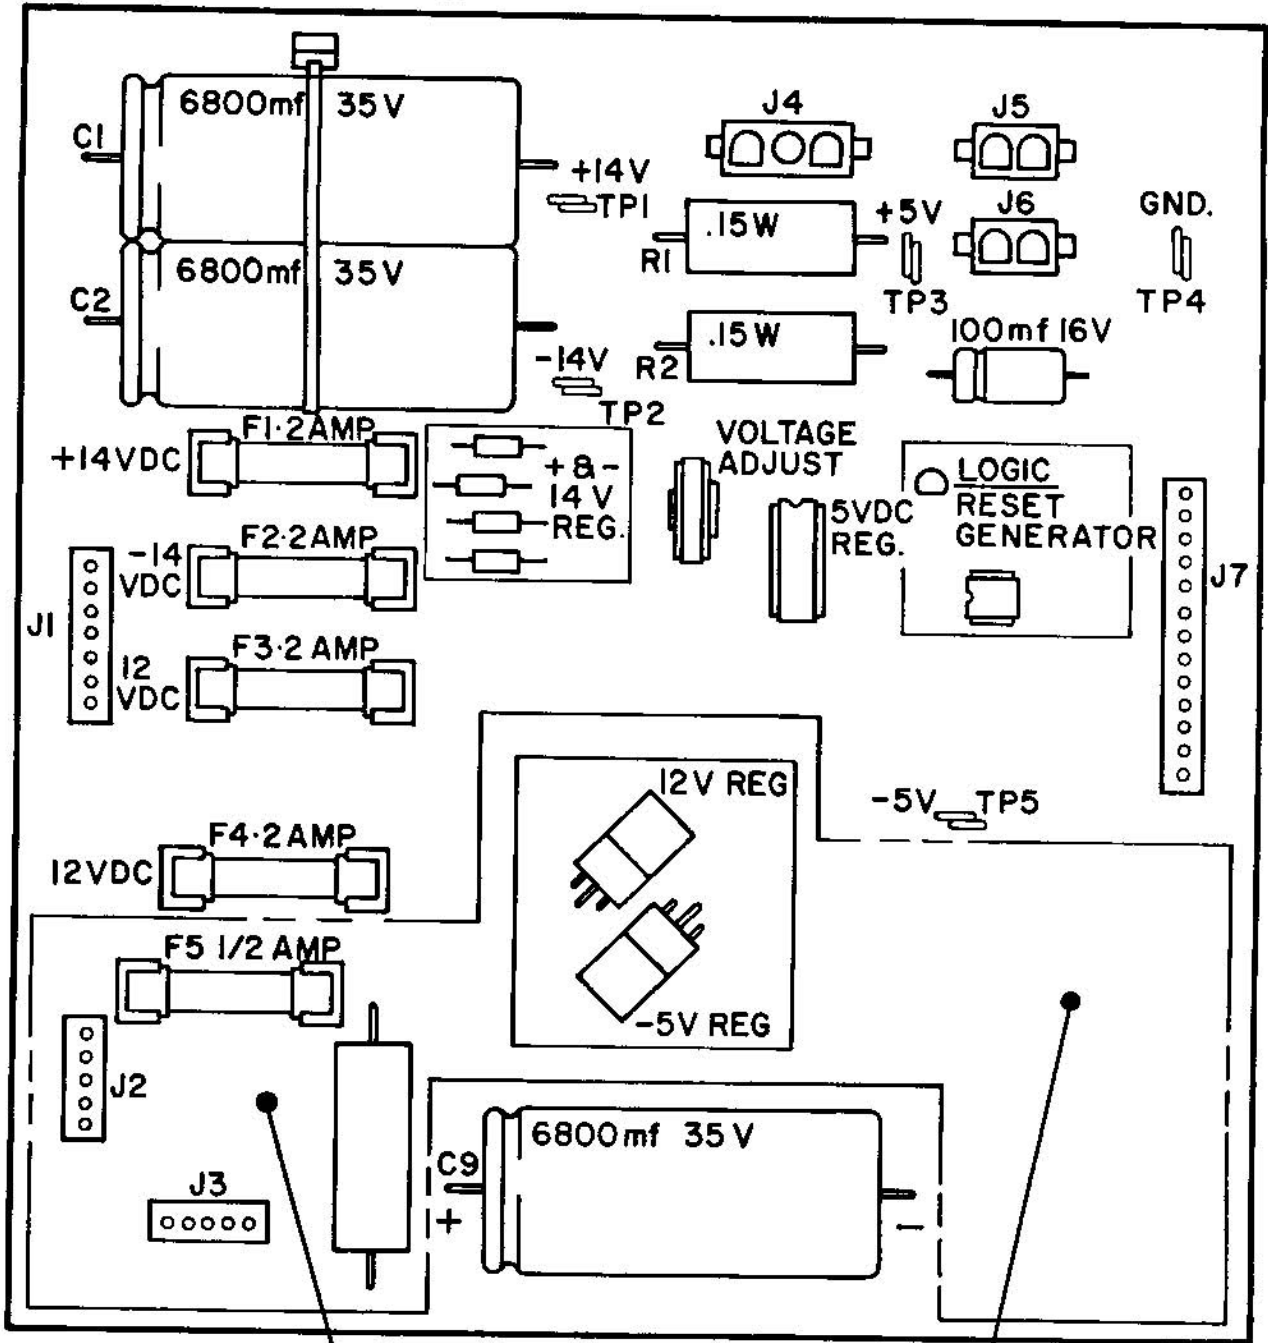 6800mf 35V
C1
+14V
TP1
6800mf 35V
C2
-14V
TP2
J4
J5
.15W
R1
+5V
TP3
J6
GND.
TP4
.15W
R2
100mf 16V
F1·2AMP
+14VDC
+&-
14V
REG.
VOLTAGE
ADJUST
5VDC
REG.
LOGIC
RESET
GENERATOR
J7
F2·2AMP
-14
VDC
J1
F3·2 AMP
12
VDC
12V REG
-5V REG
-5V TP5
F4·2AMP
12VDC
F5 1/2 AMP
J2
J3
C9
6800mf 35V
+
-